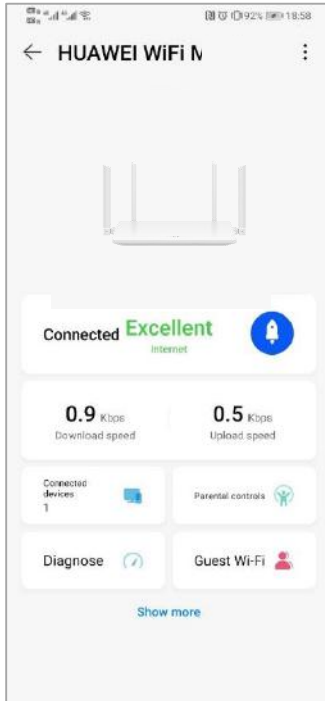 92% 18:58
HUAWEI WiFi M
Connected Excellent
Internet
0.9 Kbps 0.5 Kbps
Download speed Upload speed
Connected
devices
1
Parental controls
Diagnose Guest Wi-Fi
Show more